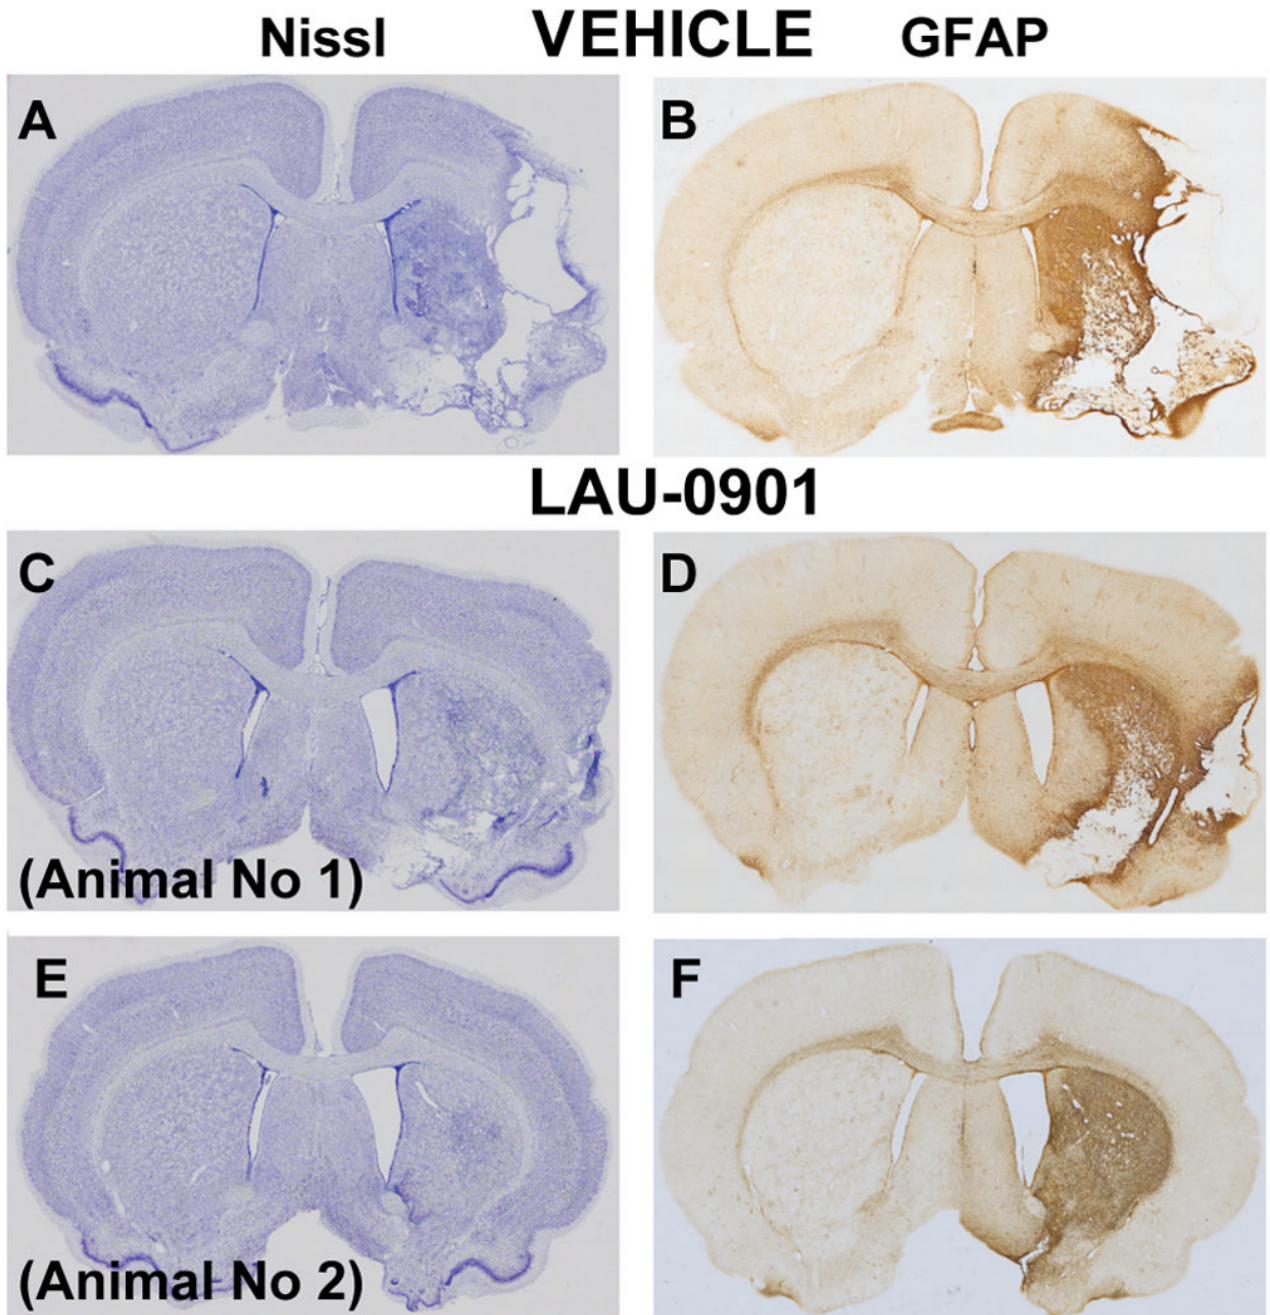 Nissl VEHICLE GFAP
A B
LAU-0901
C D
(Animal No 1)
E F
(Animal No 2)